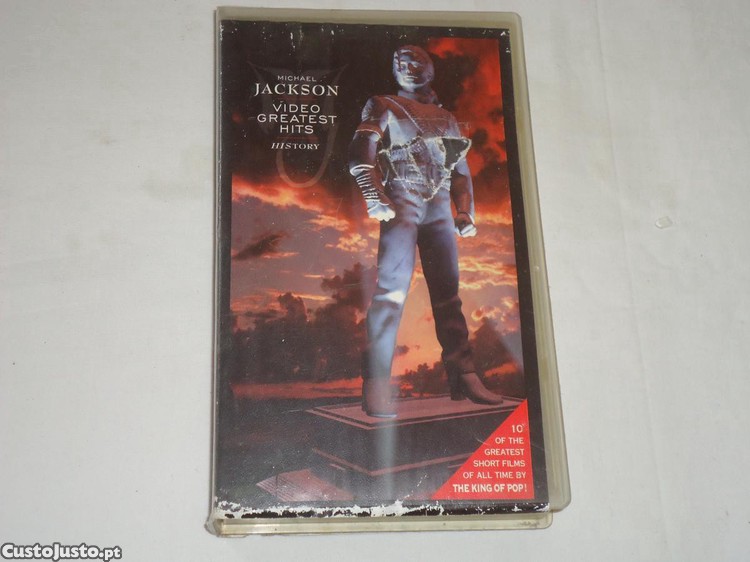 MICHAEL
JACKSON
VIDEO
GREATEST
HITS
HISTORY
10
OF THE
GREATEST
SHORT FILMS
OF ALL TIME BY
THE KING OF POP!
CustoJusto.pt